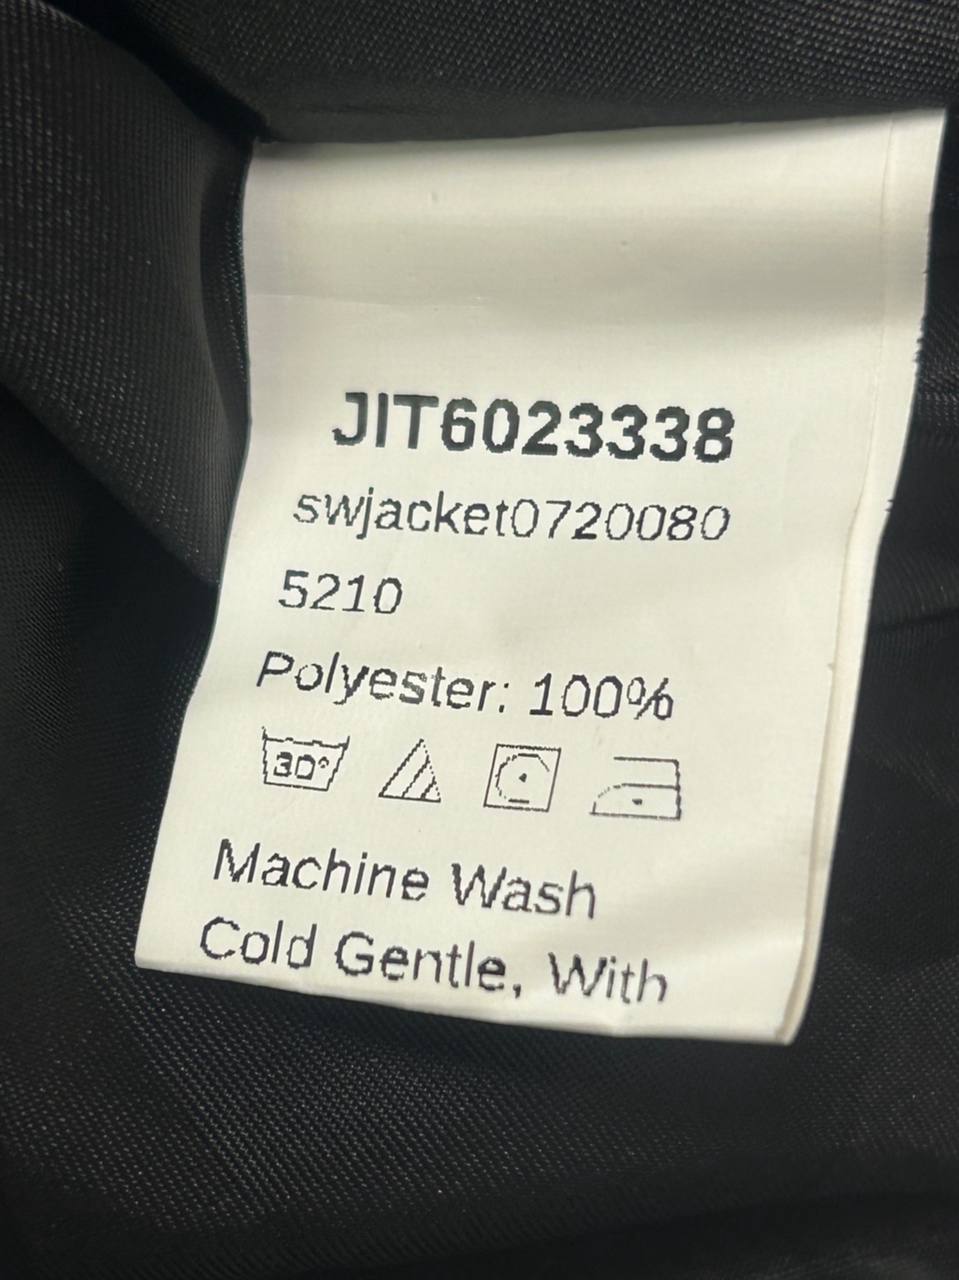 JIT6023338
swjacket0720080
5210
Polyester: 100%
30°
Machine Wash
Cold Gentle, With